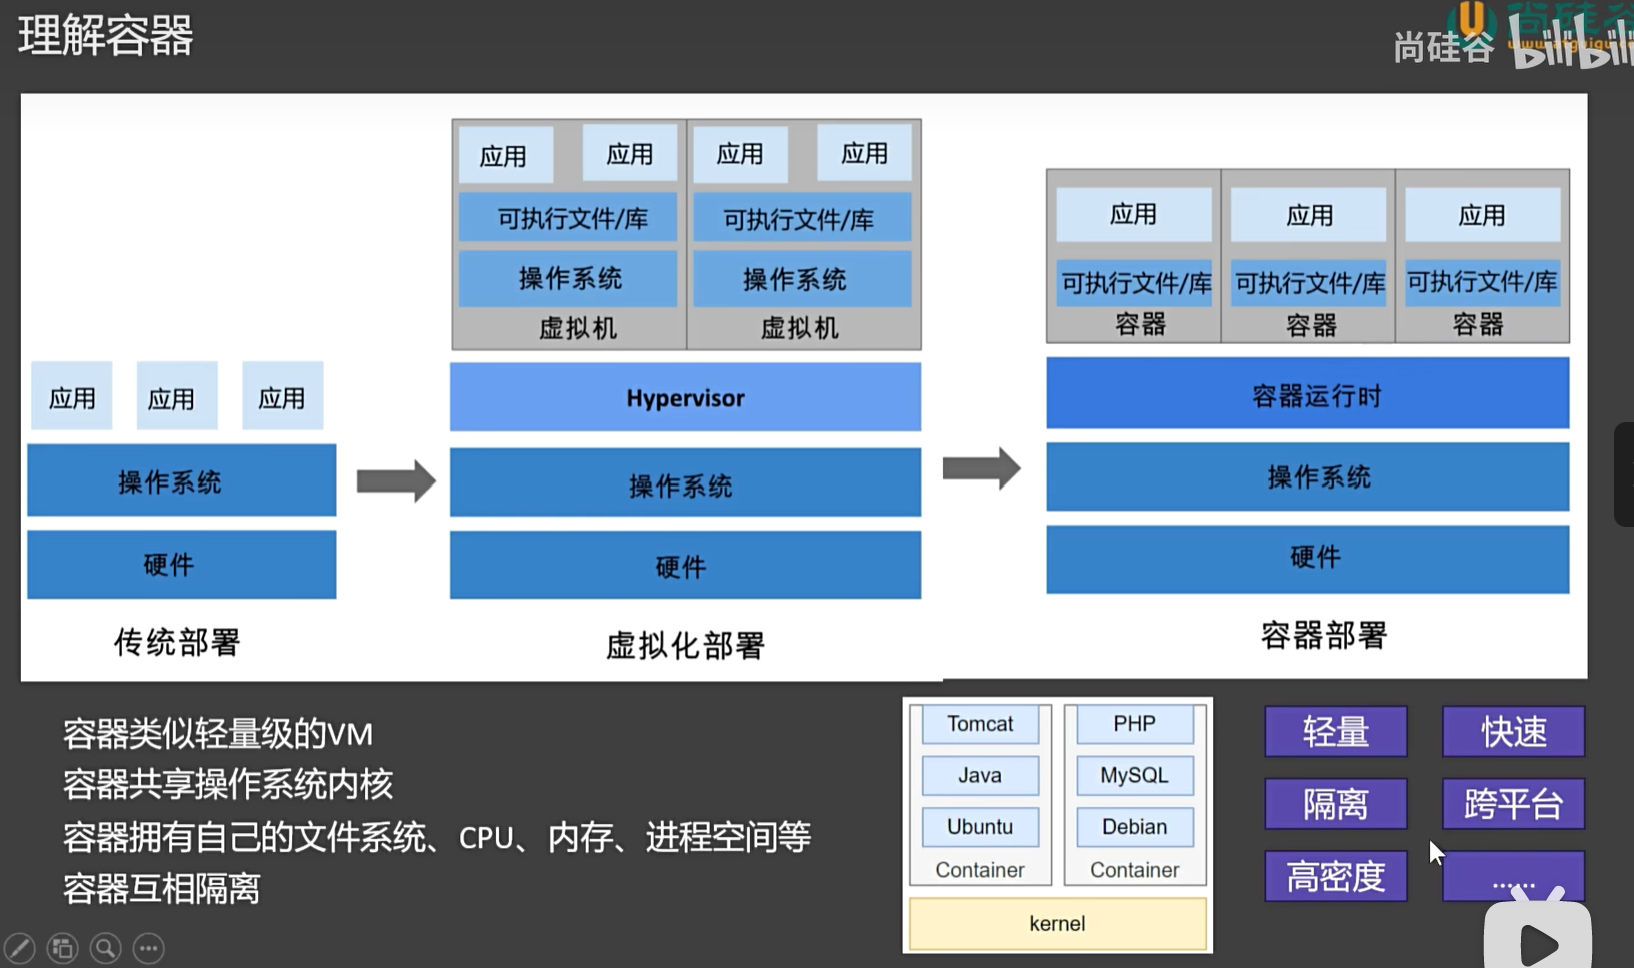 理解容器
尚硅谷 bilibili
应用 应用 应用
操作系统
硬件
传统部署
应用 应用 应用 应用
可执行文件/库 可执行文件/库
操作系统 操作系统
虚拟机 虚拟机
Hypervisor
操作系统
硬件
虚拟化部署
应用 应用 应用
可执行文件/库 可执行文件/库 可执行文件/库
容器 容器 容器
容器运行时
操作系统
硬件
容器部署
容器类似轻量级的VM
容器共享操作系统内核
容器拥有自己的文件系统、CPU、内存、进程空间等
容器互相隔离
Tomcat PHP
Java MySQL
Ubuntu Debian
Container Container
kernel
轻量 快速
隔离 跨平台
高密度 ......